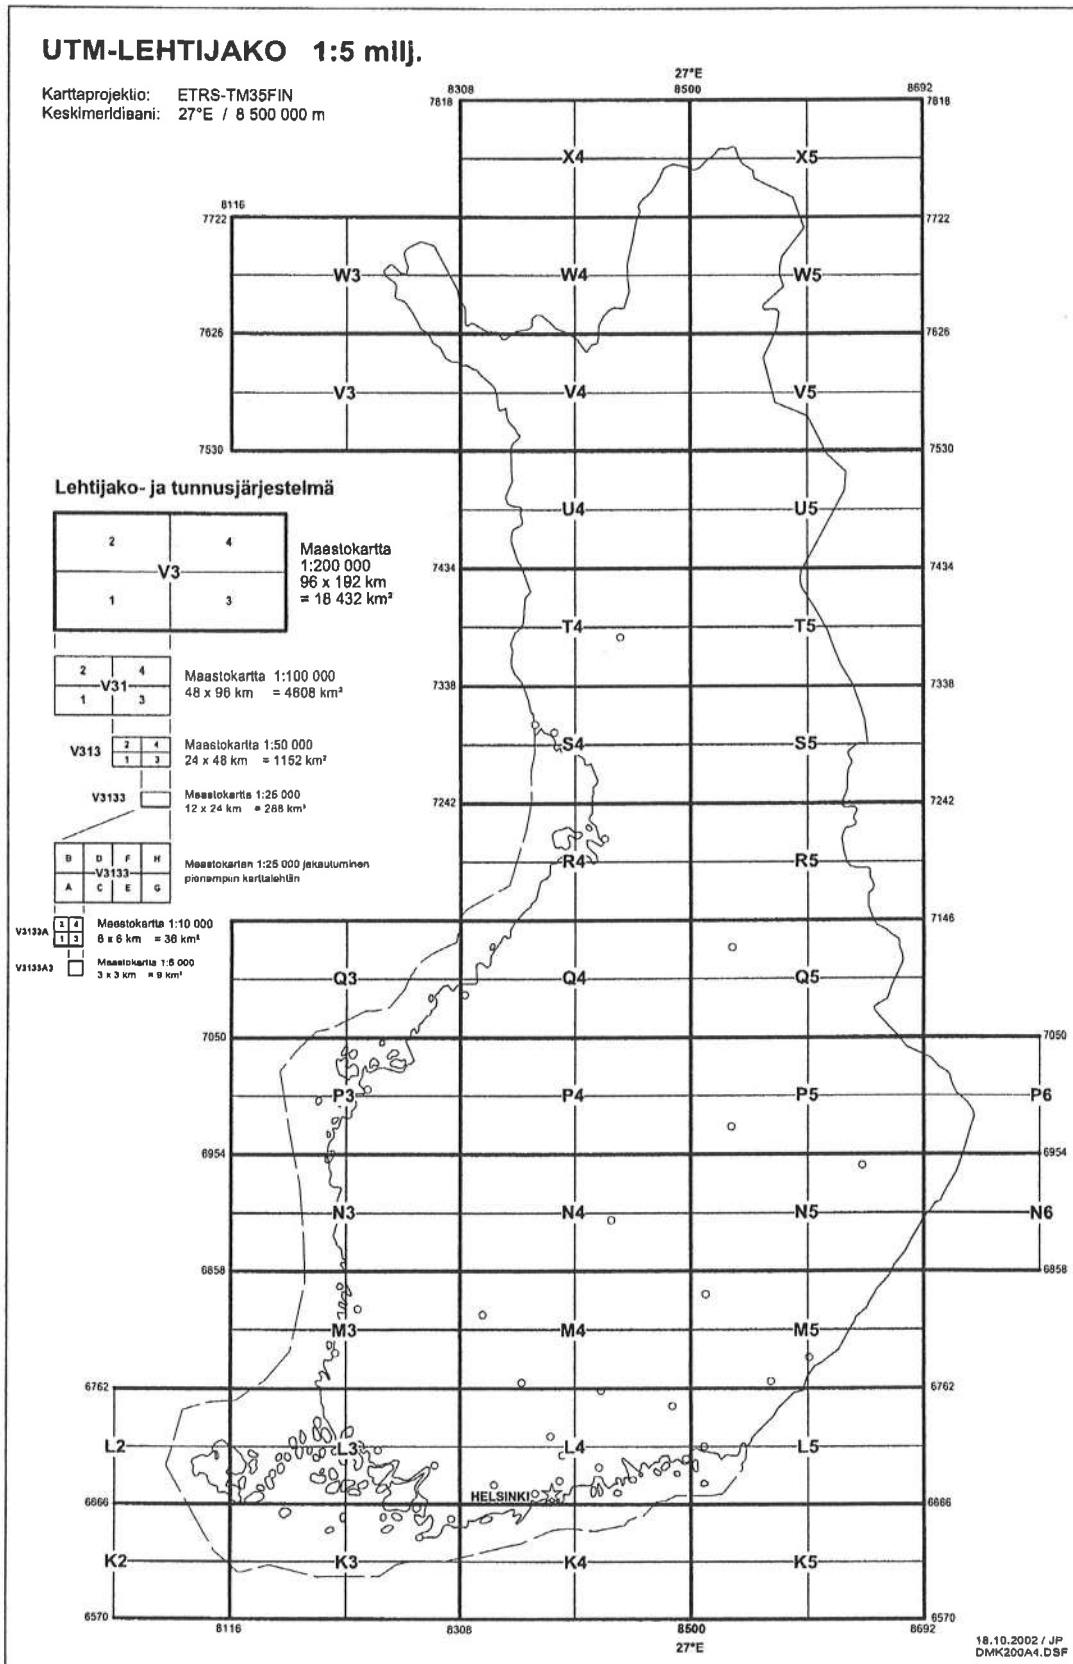 UTM-LEHTIJAKO 1:5 milj.
Karttaprojektio: ETRS-TM35FIN
Keskimeridiaani: 27°E / 8 500 000 m
27°E
8308 8500 8692
7818 7818
X4 X5
8116
7722 7722
W3 W4 W5
7626 7626
V3 V4 V5
7530 7530
Lehtijako- ja tunnusjärjestelmä
U4 U5
2 4
V3
1 3
Maastokartta
1:200 000
96 x 192 km
= 18 432 km²
7434 7434
T4 T5
2 4
V31
1 3
Maastokartta 1:100 000
48 x 96 km = 4608 km²
7338 7338
V313
2 4
1 3
Maastokartta 1:50 000
24 x 48 km = 1152 km²
S4 S5
V3133
Maastokartta 1:25 000
12 x 24 km = 288 km²
7242 7242
B D F H
V3133
A C E G
Maastokartan 1:25 000 jakautuminen
pienempiin karttalehtiin
R4 R5
V3133A
2 4
1 3
Maastokartta 1:10 000
6 x 6 km = 36 km²
7146
V3133A3
Maastokartta 1:5 000
3 x 3 km = 9 km²
Q3 Q4 Q5
7050 7050
P3 P4 P5 P6
6954 6954
N3 N4 N5 N6
6858 6858
M3 M4 M5
6762 6762
L2 L3 L4 L5
HELSINKI
6666 6666
K2 K3 K4 K5
6570 6570
8116 8308 8500 8692
27°E
18.10.2002 / JP
DMK200A4.DSF